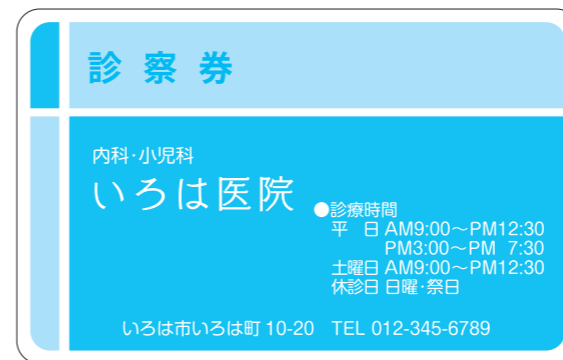 診察券
内科・小児科
いろは医院
●診療時間
平　日 AM9:00～PM12:30
PM3:00～PM 7:30
土曜日 AM9:00～PM12:30
休診日 日曜・祭日
いろは市いろは町 10-20　TEL 012-345-6789